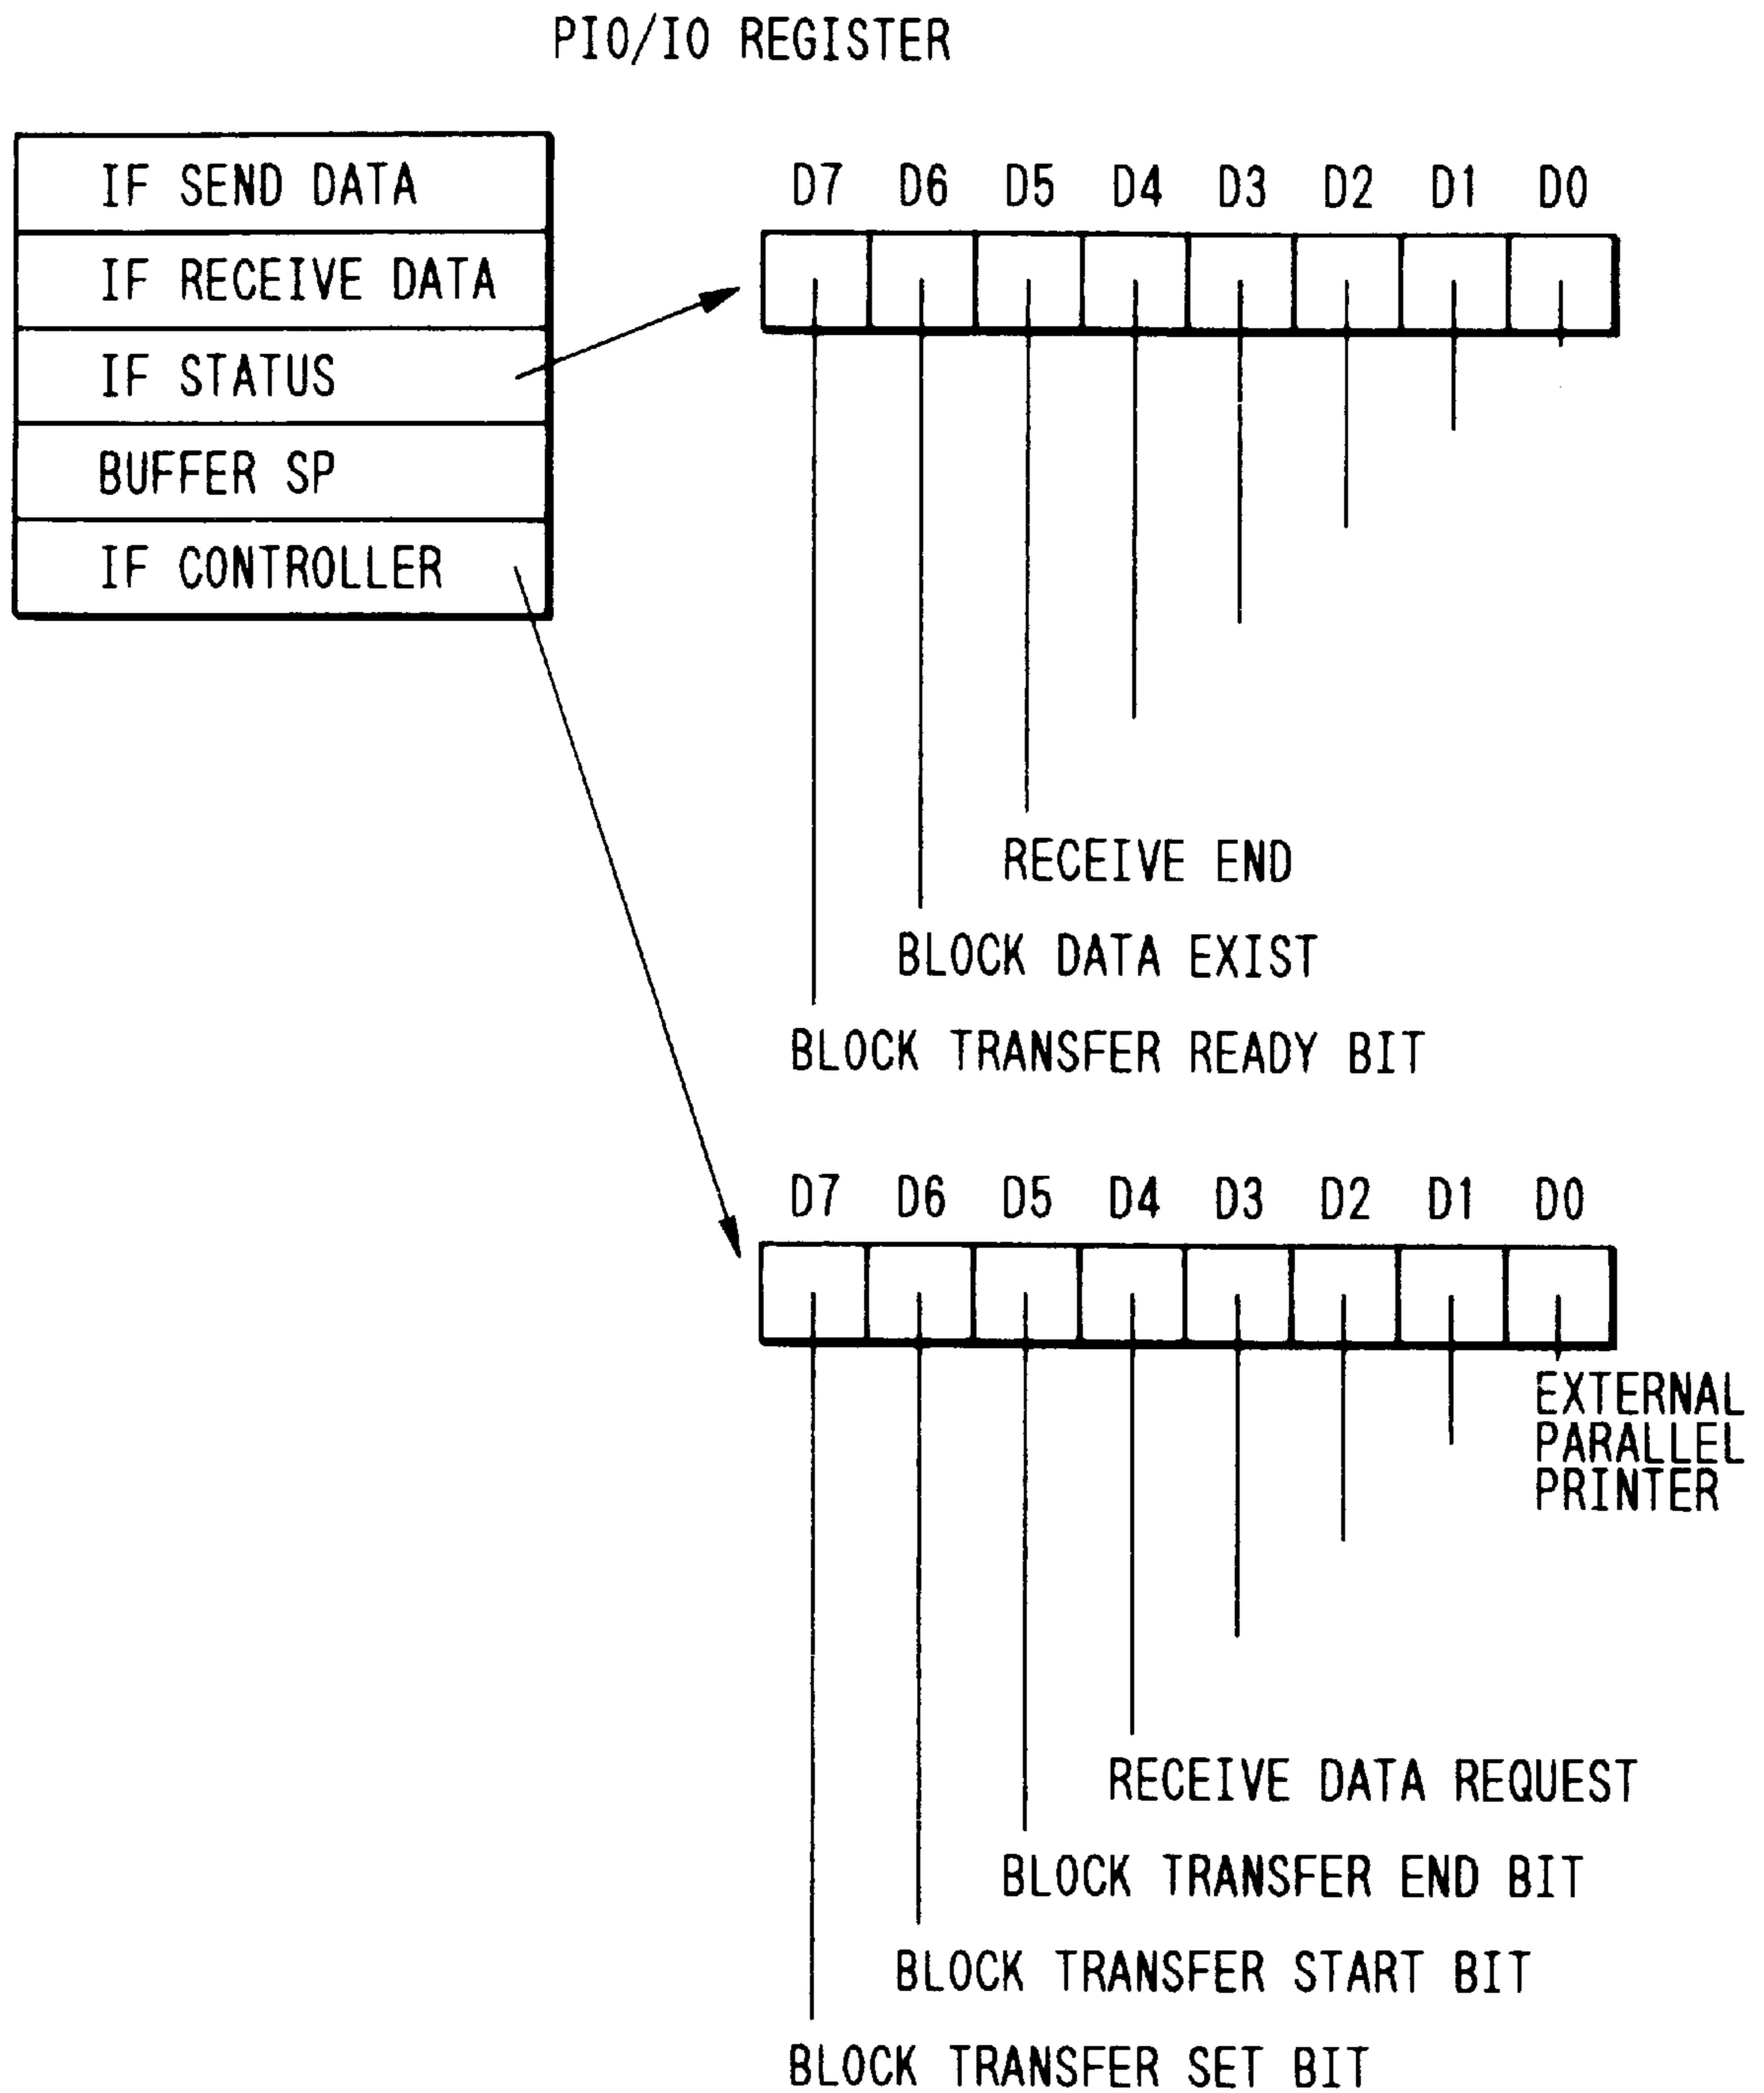 PIO/IO REGISTER
IF SEND DATA
IF RECEIVE DATA
IF STATUS
BUFFER SP
IF CONTROLLER
D7 D6 D5 D4 D3 D2 D1 D0
RECEIVE END
BLOCK DATA EXIST
BLOCK TRANSFER READY BIT
D7 D6 D5 D4 D3 D2 D1 D0
EXTERNAL
PARALLEL
PRINTER
RECEIVE DATA REQUEST
BLOCK TRANSFER END BIT
BLOCK TRANSFER START BIT
BLOCK TRANSFER SET BIT